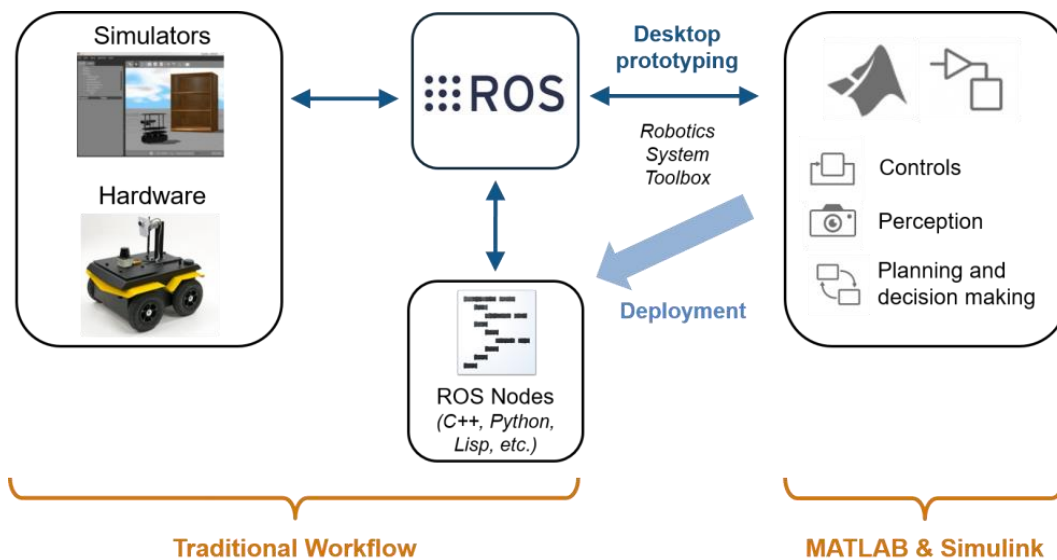 Simulators
Hardware
ROS
Desktop
prototyping
Robotics
System
Toolbox
Deployment
ROS Nodes
(C++, Python,
Lisp, etc.)
Controls
Perception
Planning and
decision making
Traditional Workflow
MATLAB & Simulink